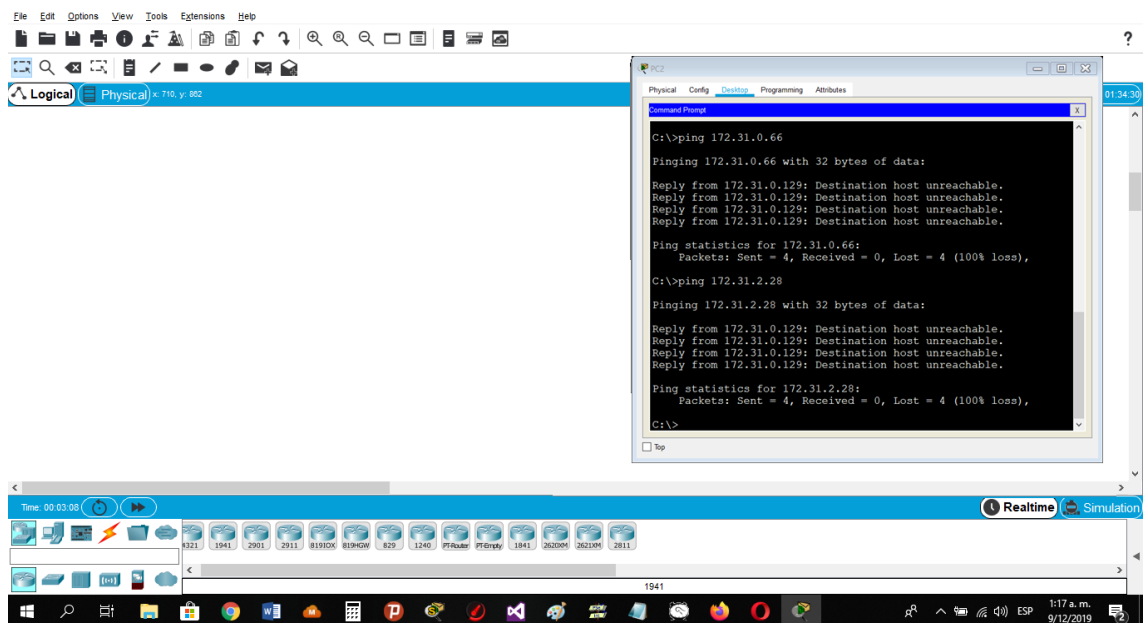 File Edit Options View Tools Extensions Help
?
PC2
Logical Physical x: 710, y: 862
01:34:30
Physical Config Desktop Programming Attributes
Command Prompt
X
C:\>ping 172.31.0.66
Pinging 172.31.0.66 with 32 bytes of data:
Reply from 172.31.0.129: Destination host unreachable.
Reply from 172.31.0.129: Destination host unreachable.
Reply from 172.31.0.129: Destination host unreachable.
Reply from 172.31.0.129: Destination host unreachable.
Ping statistics for 172.31.0.66:
Packets: Sent = 4, Received = 0, Lost = 4 (100% loss),
C:\>ping 172.31.2.28
Pinging 172.31.2.28 with 32 bytes of data:
Reply from 172.31.0.129: Destination host unreachable.
Reply from 172.31.0.129: Destination host unreachable.
Reply from 172.31.0.129: Destination host unreachable.
Reply from 172.31.0.129: Destination host unreachable.
Ping statistics for 172.31.2.28:
Packets: Sent = 4, Received = 0, Lost = 4 (100% loss),
C:\>
Top
Time: 00:03:08
Realtime Simulation
4321 1941 2901 2911 819IOX 819HGW 829 1240 PT-Router PT-Empty 1841 2620XM 2621XM 2811
1941
ESP
1:17 a. m.
9/12/2019
2